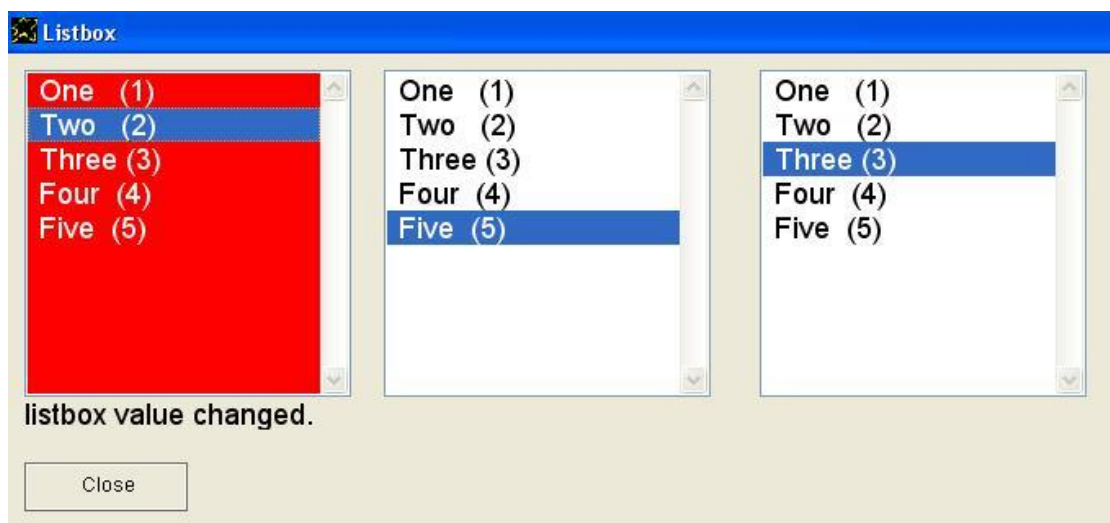 Listbox
One (1)
Two (2)
Three (3)
Four (4)
Five (5)
One (1)
Two (2)
Three (3)
Four (4)
Five (5)
One (1)
Two (2)
Three (3)
Four (4)
Five (5)
listbox value changed.
Close